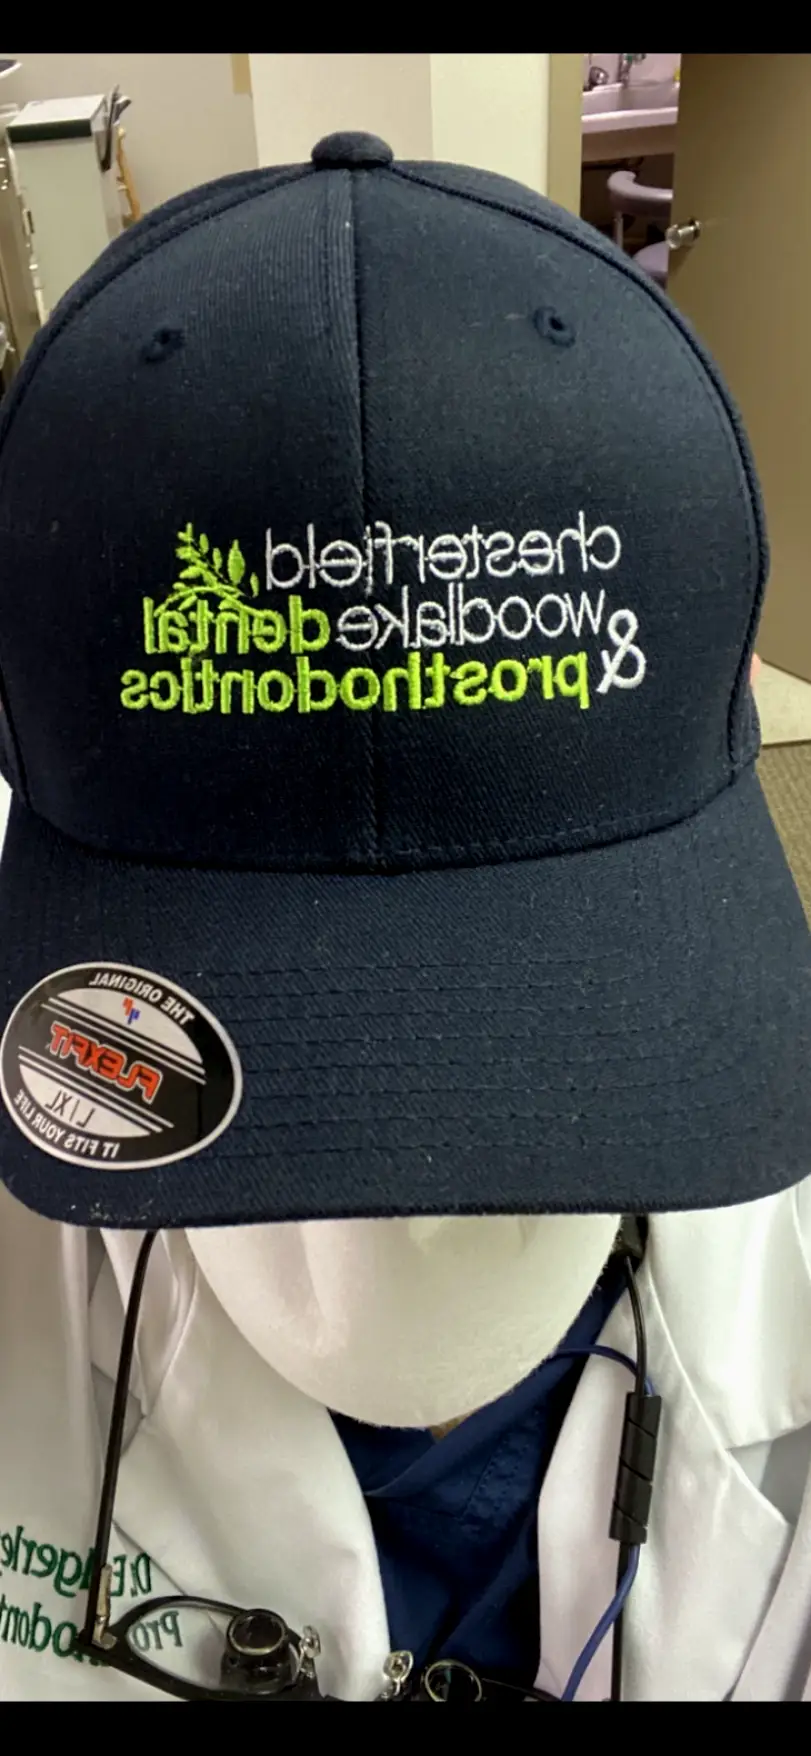 chesterfield
woodlake dental
& prosthodontics
THE ORIGINAL
FLEXFIT
L/XL
IT FITS YOUR LIFE